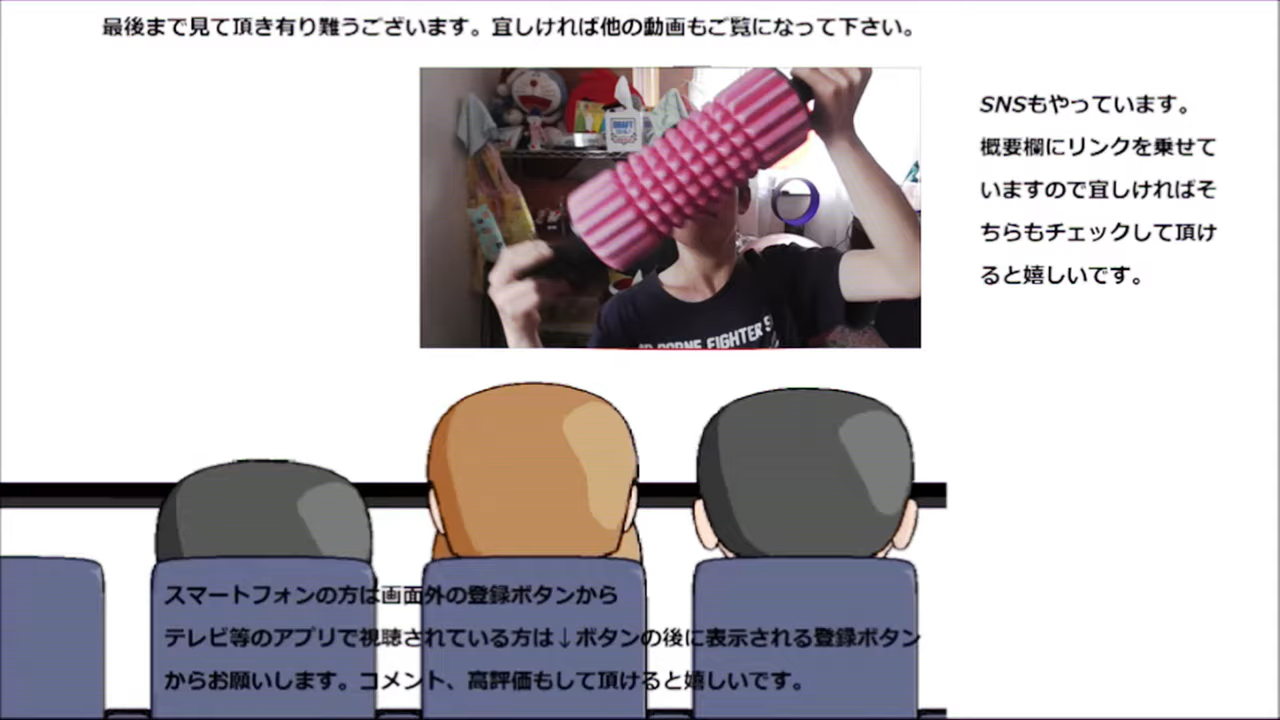 最後まで見て頂き有り難うございます。宜しければ他の動画もご覧になって下さい。
SNSもやっています。
概要欄にリンクを乗せて
いますので宜しければそ
ちらもチェックして頂け
ると嬉しいです。
DRAFT
FIGHTER
スマートフォンの方は画面外の登録ボタンから
テレビ等のアプリで視聴されている方は↓ボタンの後に表示される登録ボタン
からお願いします。コメント、高評価もして頂けると嬉しいです。